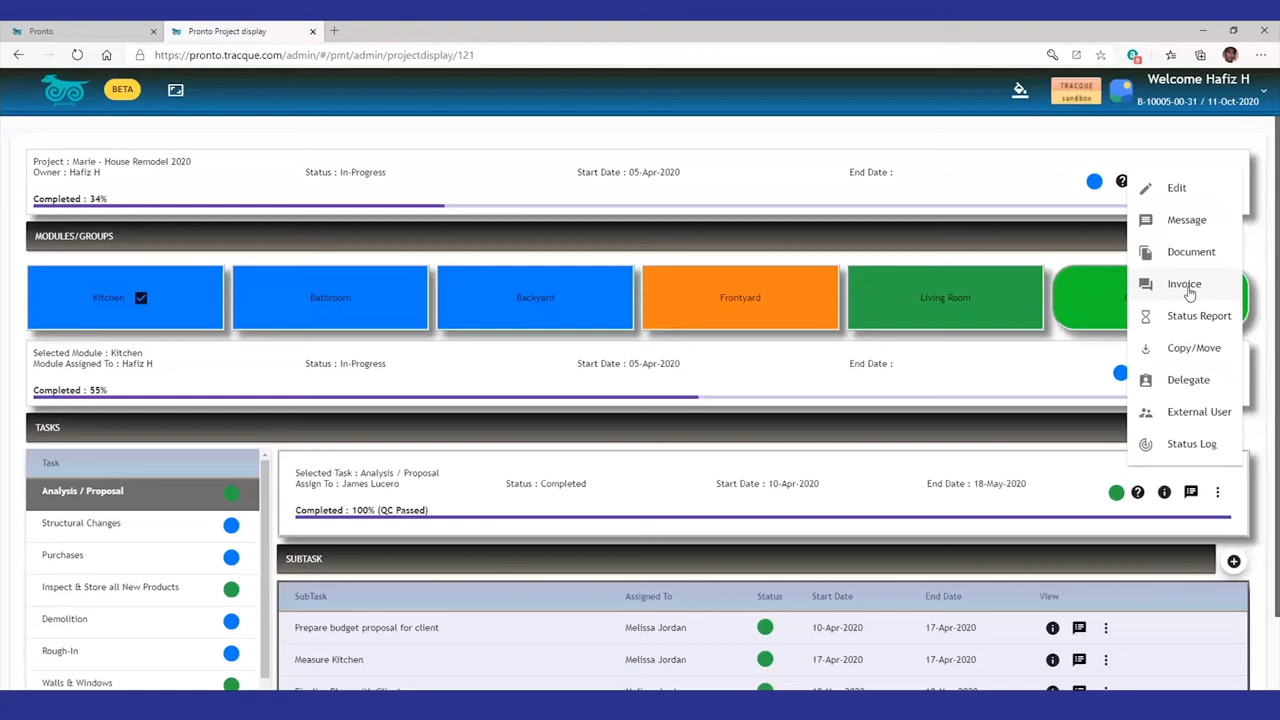 Pronto
Pronto Project display
https://pronto.tracque.com/admin/#/pmt/admin/projectdisplay/121
BETA
TRACQUE
sandbox
Welcome Hafiz H
B-10005-00-31 / 11-Oct-2020
Project : Marie - House Remodel 2020
Owner : Hafiz H
Status : In-Progress
Start Date : 05-Apr-2020
End Date :
Completed : 34%
Edit
Message
Document
Invoice
Status Report
Copy/Move
Delegate
External User
Status Log
MODULES/GROUPS
Kitchen
Bathroom
Backyard
Frontyard
Living Room
Selected Module : Kitchen
Module Assigned To : Hafiz H
Status : In-Progress
Start Date : 05-Apr-2020
End Date :
Completed : 55%
TASKS
Task
Analysis / Proposal
Structural Changes
Purchases
Inspect & Store all New Products
Demolition
Rough-In
Walls & Windows
Selected Task : Analysis / Proposal
Assign To : James Lucero
Status : Completed
Start Date : 10-Apr-2020
End Date : 18-May-2020
Completed : 100% (QC Passed)
SUBTASK
SubTask Assigned To Status Start Date End Date View
Prepare budget proposal for client Melissa Jordan 10-Apr-2020 17-Apr-2020
Measure Kitchen Melissa Jordan 17-Apr-2020 17-Apr-2020